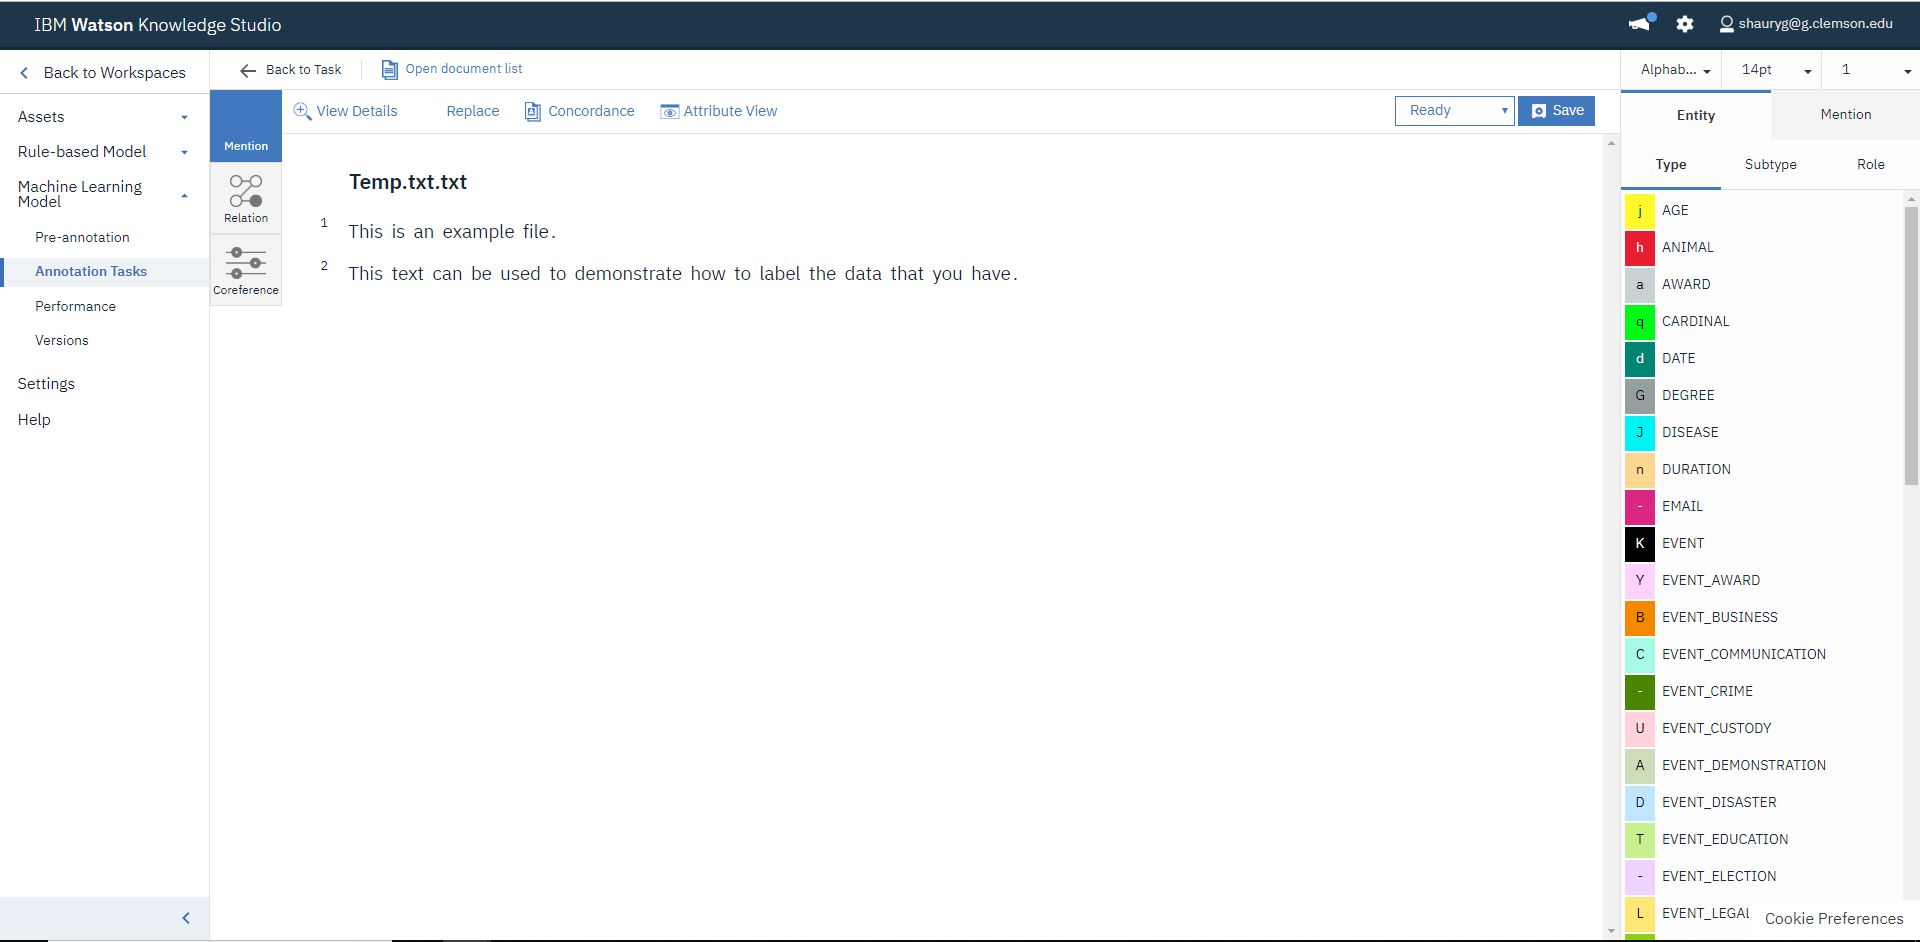 IBM Watson Knowledge Studio
shauryg@g.clemson.edu
Back to Workspaces
Assets
Rule-based Model
Machine Learning
Model
Pre-annotation
Annotation Tasks
Performance
Versions
Settings
Help
Back to Task
Open document list
Mention
View Details
Replace
Concordance
Attribute View
Ready
Save
Relation
Coreference
Temp.txt.txt
1 This is an example file.
2 This text can be used to demonstrate how to label the data that you have.
Alphab...
14pt
1
Entity
Mention
Type
Subtype
Role
j AGE
h ANIMAL
a AWARD
q CARDINAL
d DATE
G DEGREE
J DISEASE
n DURATION
- EMAIL
K EVENT
Y EVENT_AWARD
B EVENT_BUSINESS
C EVENT_COMMUNICATION
- EVENT_CRIME
U EVENT_CUSTODY
A EVENT_DEMONSTRATION
D EVENT_DISASTER
T EVENT_EDUCATION
- EVENT_ELECTION
L EVENT_LEGAL
Cookie Preferences